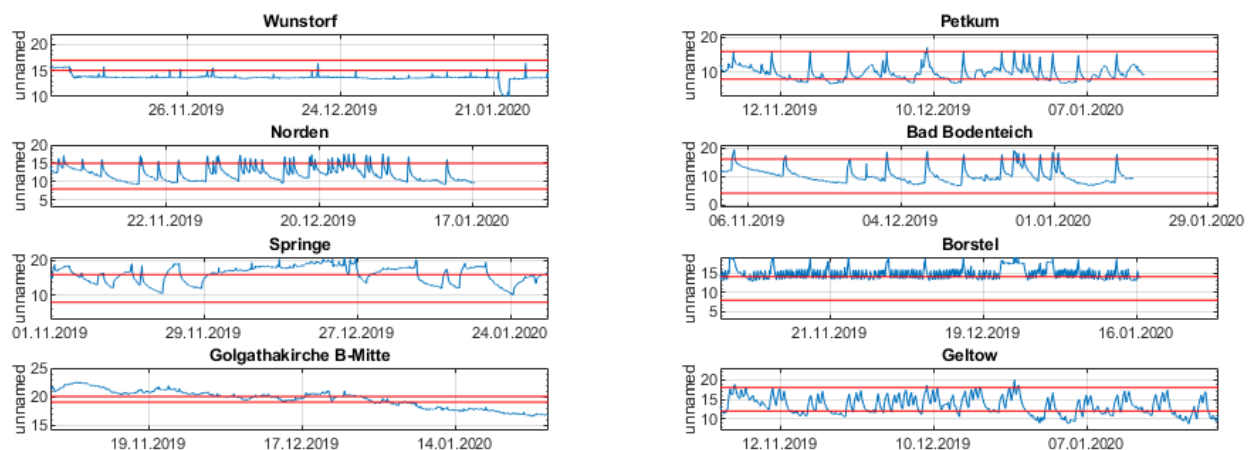 Wunstorf
unnamed
20
15
10
26.11.2019 24.12.2019 21.01.2020
Petkum
unnamed
20
10
12.11.2019 10.12.2019 07.01.2020
Norden
unnamed
20
15
10
5
22.11.2019 20.12.2019 17.01.2020
Bad Bodenteich
unnamed
20
10
0
06.11.2019 04.12.2019 01.01.2020 29.01.2020
Springe
unnamed
20
10
01.11.2019 29.11.2019 27.12.2019 24.01.2020
Borstel
unnamed
15
10
5
21.11.2019 19.12.2019 16.01.2020
Golgathakirche B-Mitte
unnamed
25
20
15
19.11.2019 17.12.2019 14.01.2020
Geltow
unnamed
20
15
10
12.11.2019 10.12.2019 07.01.2020